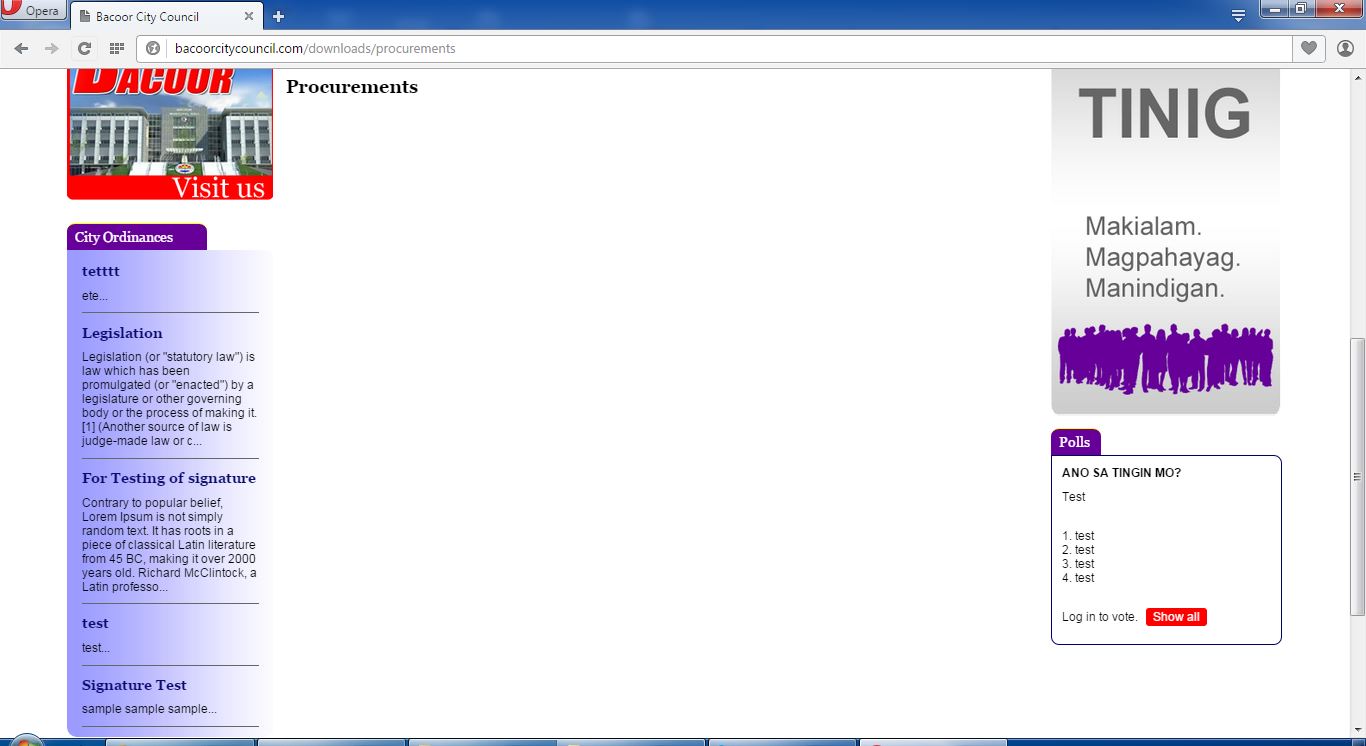 Opera
Bacoor City Council
bacoorcitycouncil.com/downloads/procurements
BACOOR
Visit us
City Ordinances
tetttt
ete...
Legislation
Legislation (or "statutory law") is
law which has been
promulgated (or "enacted") by a
legislature or other governing
body or the process of making it.
[1] (Another source of law is
judge-made law or c...
For Testing of signature
Contrary to popular belief,
Lorem Ipsum is not simply
random text. It has roots in a
piece of classical Latin literature
from 45 BC, making it over 2000
years old. Richard McClintock, a
Latin professo...
test
test...
Signature Test
sample sample sample...
Procurements
TINIG
Makialam.
Magpahayag.
Manindigan.
Polls
ANO SA TINGIN MO?
Test
1. test
2. test
3. test
4. test
Log in to vote. Show all